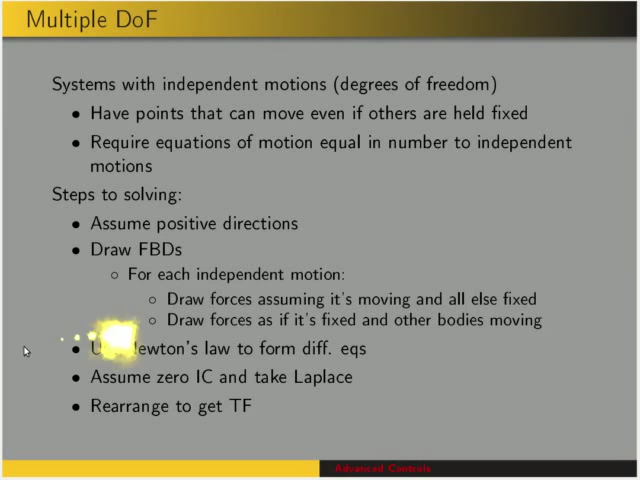 Multiple DoF
Systems with independent motions (degrees of freedom)
• Have points that can move even if others are held fixed
• Require equations of motion equal in number to independent
motions
Steps to solving:
• Assume positive directions
• Draw FBDs
○ For each independent motion:
○ Draw forces assuming it's moving and all else fixed
○ Draw forces as if it's fixed and other bodies moving
• law to form diff. eqs
• Assume zero IC and take Laplace
• Rearrange to get TF
Advanced Controls